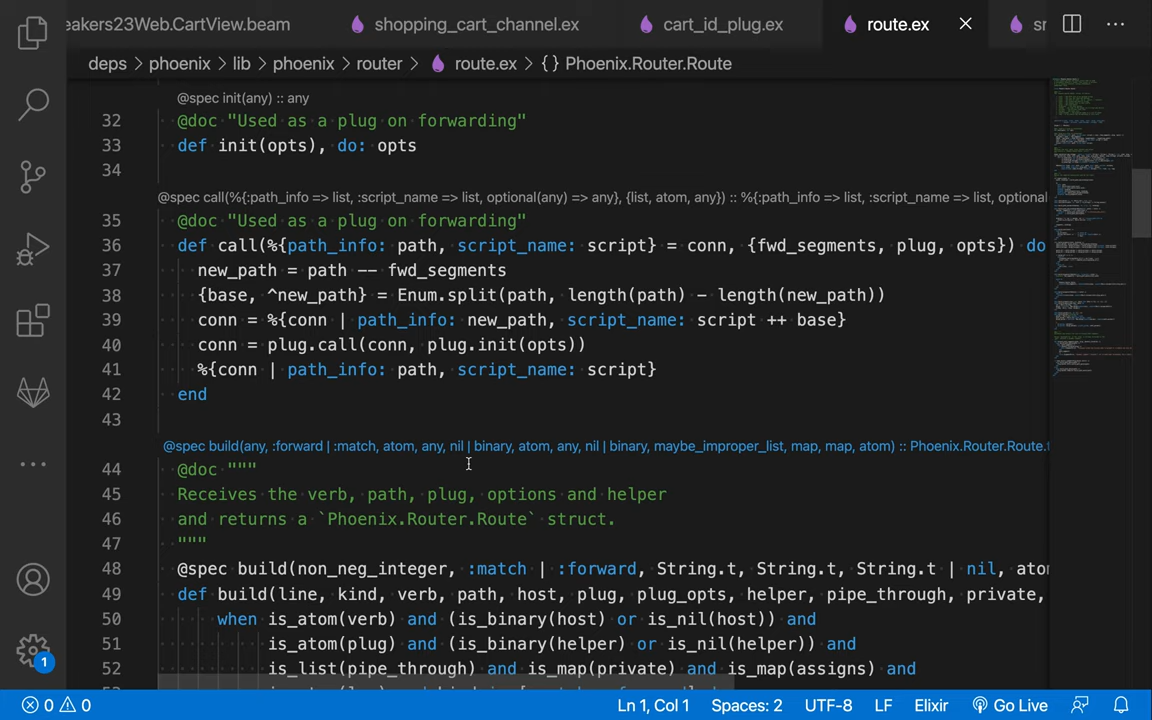 eakers23Web.CartView.beam shopping_cart_channel.ex cart_id_plug.ex route.ex
deps > phoenix > lib > phoenix > router > route.ex > {} Phoenix.Router.Route
@spec init(any) :: any
32 @doc "Used as a plug on forwarding"
33 def init(opts), do: opts
34
@spec call(%{:path_info => list, :script_name => list, optional(any) => any}, {list, atom, any}) :: %{:path_info => list, :script_name => list, optional
35 @doc "Used as a plug on forwarding"
36 def call(%{path_info: path, script_name: script} = conn, {fwd_segments, plug, opts}) do
37 new_path = path -- fwd_segments
38 {base, ^new_path} = Enum.split(path, length(path) - length(new_path))
39 conn = %{conn | path_info: new_path, script_name: script ++ base}
40 conn = plug.call(conn, plug.init(opts))
41 %{conn | path_info: path, script_name: script}
42 end
43
@spec build(any, :forward | :match, atom, any, nil | binary, atom, any, nil | binary, maybe_improper_list, map, map, atom) :: Phoenix.Router.Route.t
44 @doc """
45 Receives the verb, path, plug, options and helper
46 and returns a `Phoenix.Router.Route` struct.
47 """
48 @spec build(non_neg_integer, :match | :forward, String.t, String.t, String.t | nil, ato
49 def build(line, kind, verb, path, host, plug, plug_opts, helper, pipe_through, private,
50 when is_atom(verb) and (is_binary(host) or is_nil(host)) and
51 is_atom(plug) and (is_binary(helper) or is_nil(helper)) and
52 is_list(pipe_through) and is_map(private) and is_map(assigns) and
1
0 0 Ln 1, Col 1 Spaces: 2 UTF-8 LF Elixir Go Live